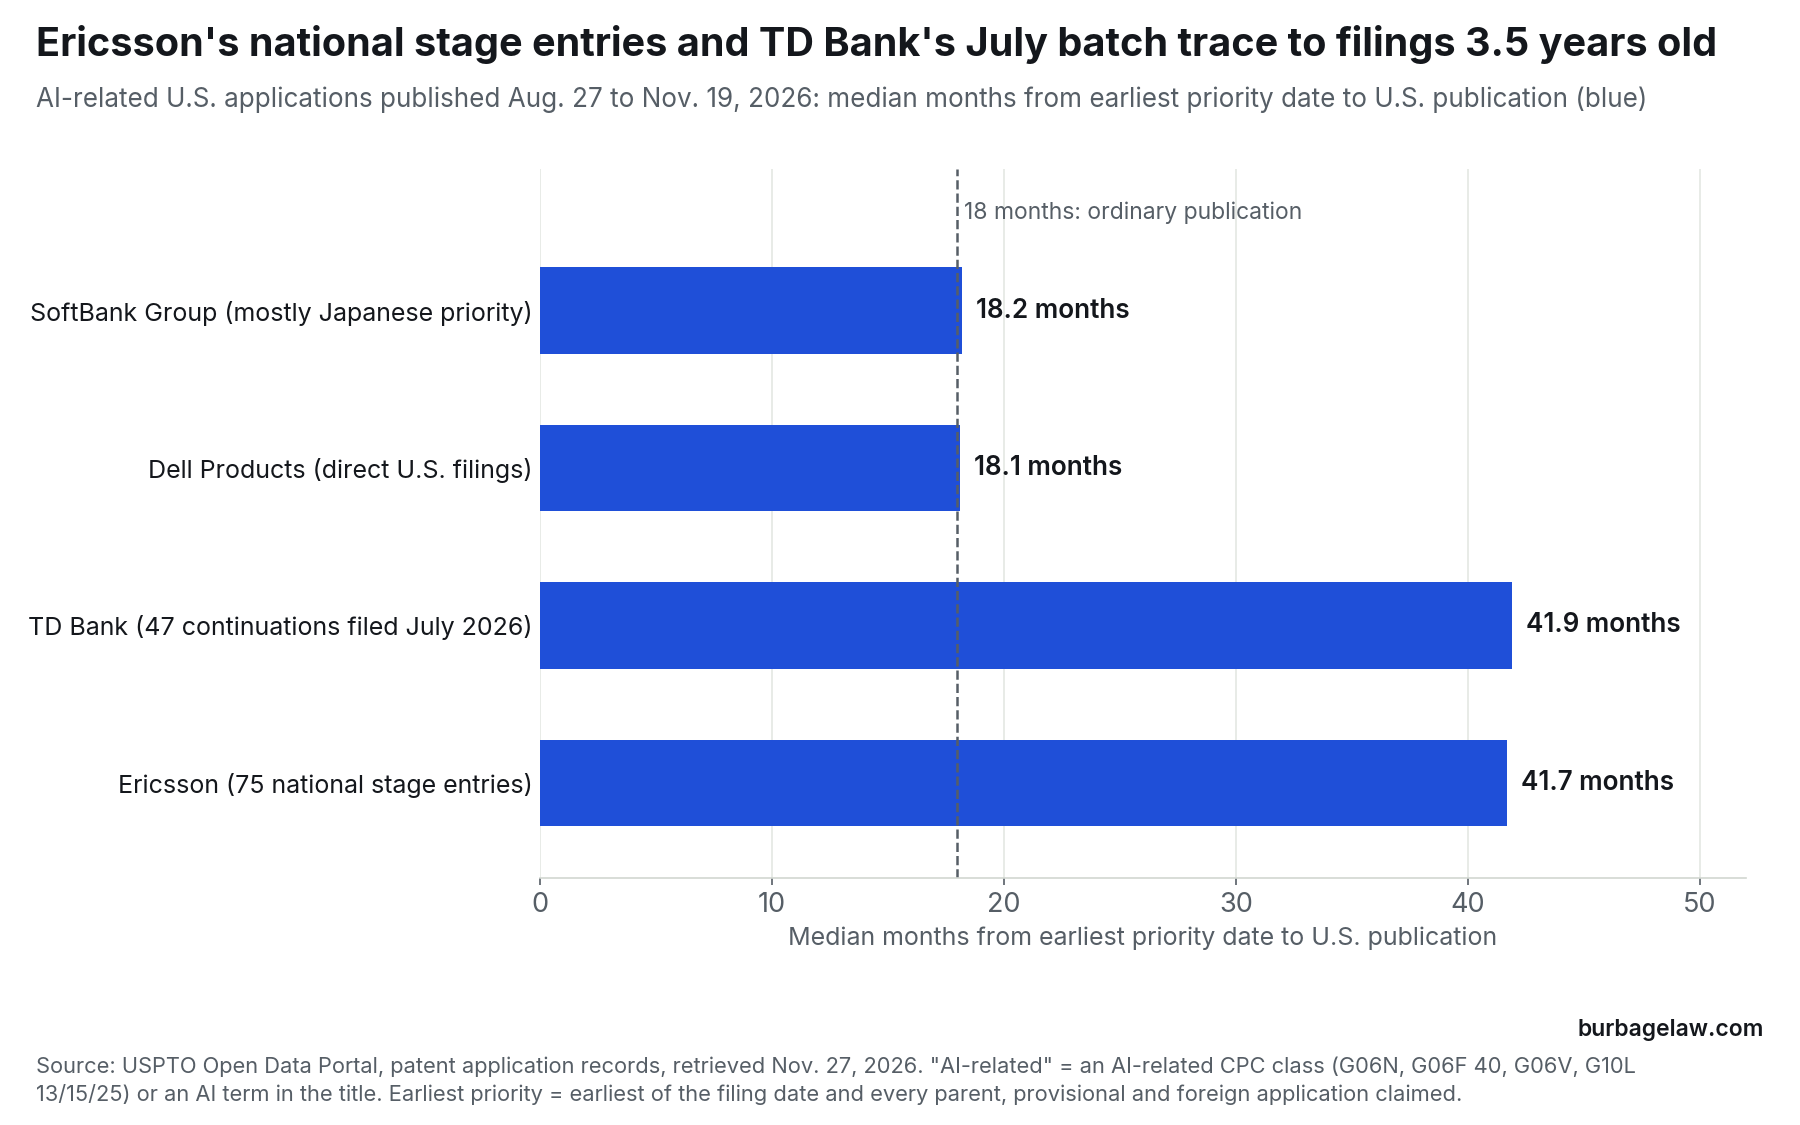 Ericsson's national stage entries and TD Bank's July batch trace to filings 3.5 years old
AI-related U.S. applications published Aug. 27 to Nov. 19, 2026: median months from earliest priority date to U.S. publication (blue)
18 months: ordinary publication
SoftBank Group (mostly Japanese priority)
18.2 months
Dell Products (direct U.S. filings)
18.1 months
TD Bank (47 continuations filed July 2026)
41.9 months
Ericsson (75 national stage entries)
41.7 months
0 10 20 30 40 50
Median months from earliest priority date to U.S. publication
burbagelaw.com
Source: USPTO Open Data Portal, patent application records, retrieved Nov. 27, 2026. "AI-related" = an AI-related CPC class (G06N, G06F 40, G06V, G10L
13/15/25) or an AI term in the title. Earliest priority = earliest of the filing date and every parent, provisional and foreign application claimed.